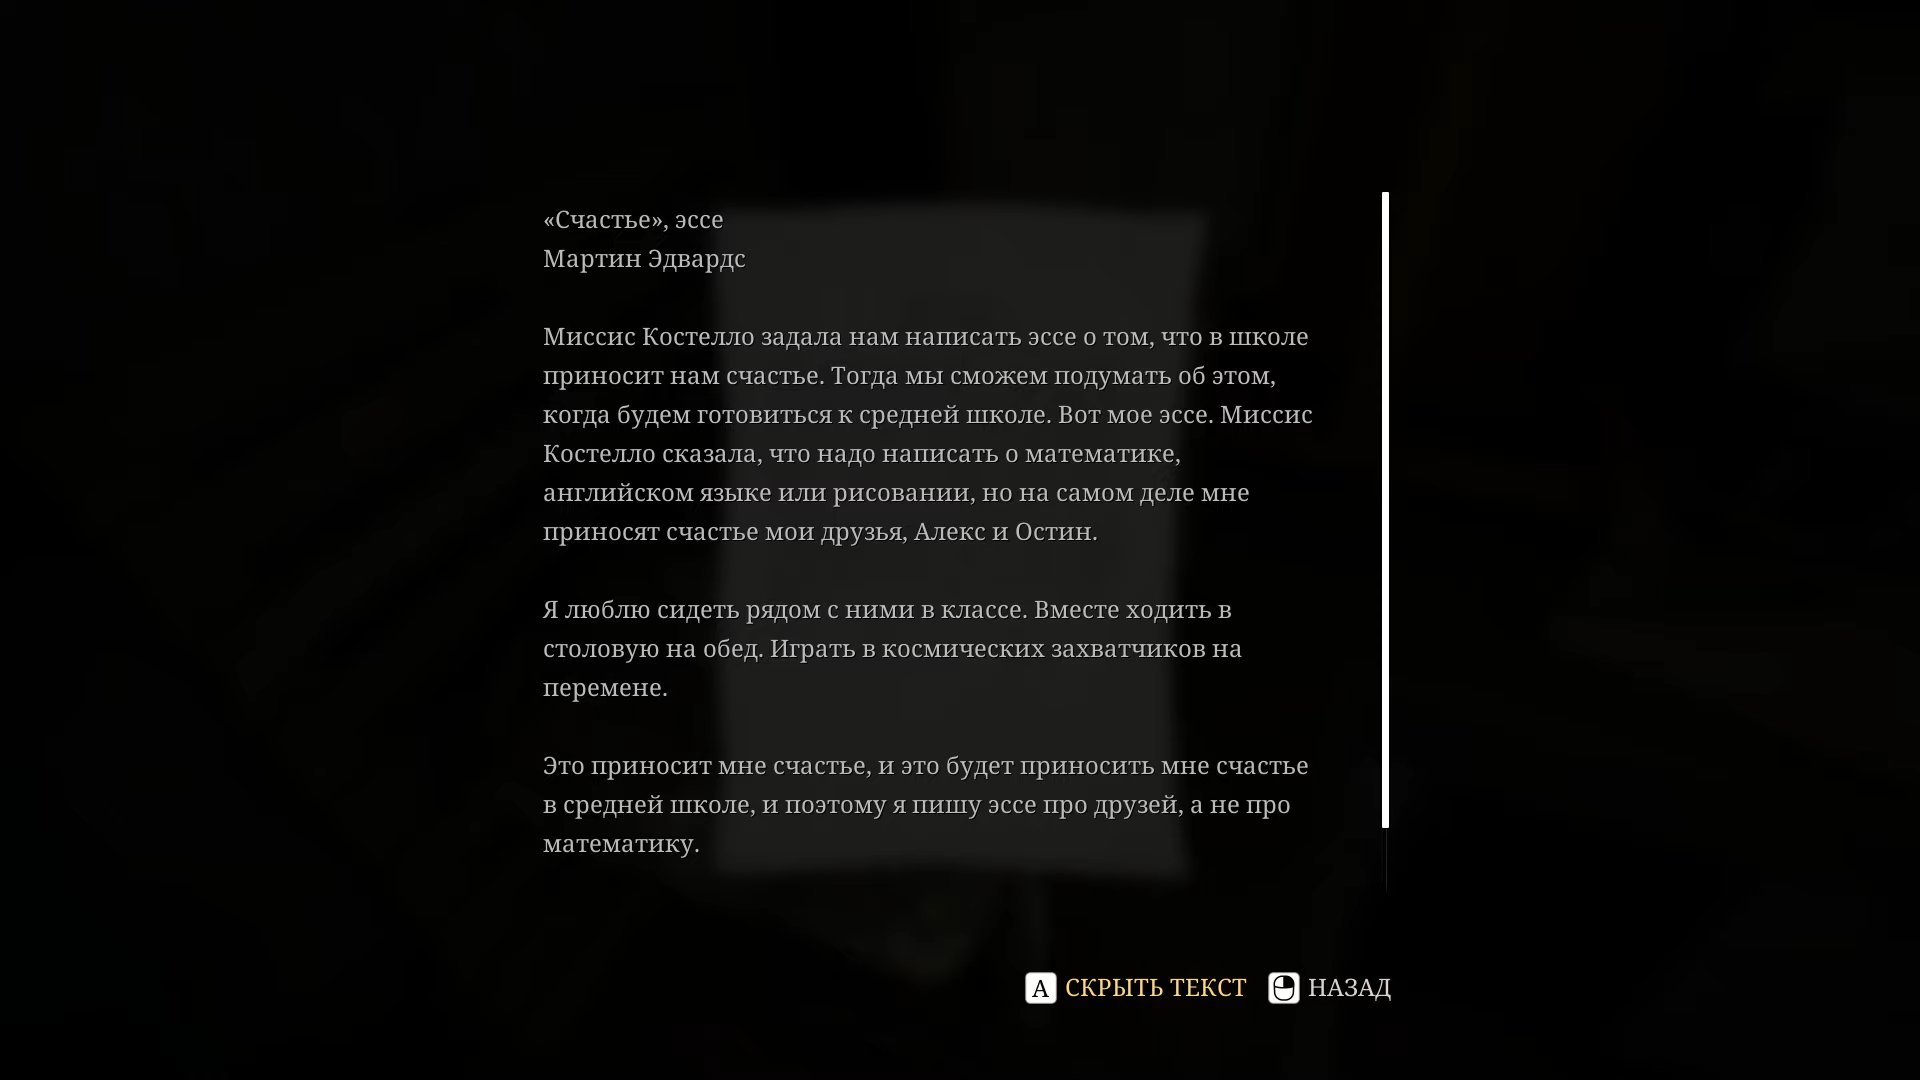 «Счастье», эссе
Мартин Эдвардс
Миссис Костелло задала нам написать эссе о том, что в школе
приносит нам счастье. Тогда мы сможем подумать об этом,
когда будем готовиться к средней школе. Вот мое эссе. Миссис
Костелло сказала, что надо написать о математике,
английском языке или рисовании, но на самом деле мне
приносят счастье мои друзья, Алекс и Остин.
Я люблю сидеть рядом с ними в классе. Вместе ходить в
столовую на обед. Играть в космических захватчиков на
перемене.
Это приносит мне счастье, и это будет приносить мне счастье
в средней школе, и поэтому я пишу эссе про друзей, а не про
математику.
A СКРЫТЬ ТЕКСТ НАЗАД